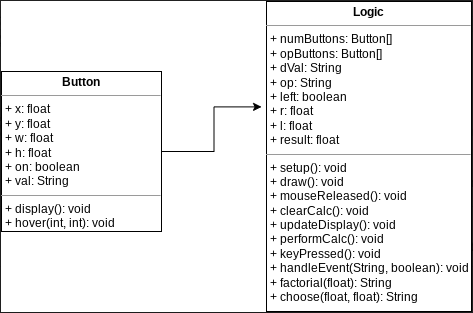 Button
+ x: float
+ y: float
+ w: float
+ h: float
+ on: boolean
+ val: String
+ display(): void
+ hover(int, int): void
Logic
+ numButtons: Button[]
+ opButtons: Button[]
+ dVal: String
+ op: String
+ left: boolean
+ r: float
+ l: float
+ result: float
+ setup(): void
+ draw(): void
+ mouseReleased(): void
+ clearCalc(): void
+ updateDisplay(): void
+ performCalc(): void
+ keyPressed(): void
+ handleEvent(String, boolean): void
+ factorial(float): String
+ choose(float, float): String